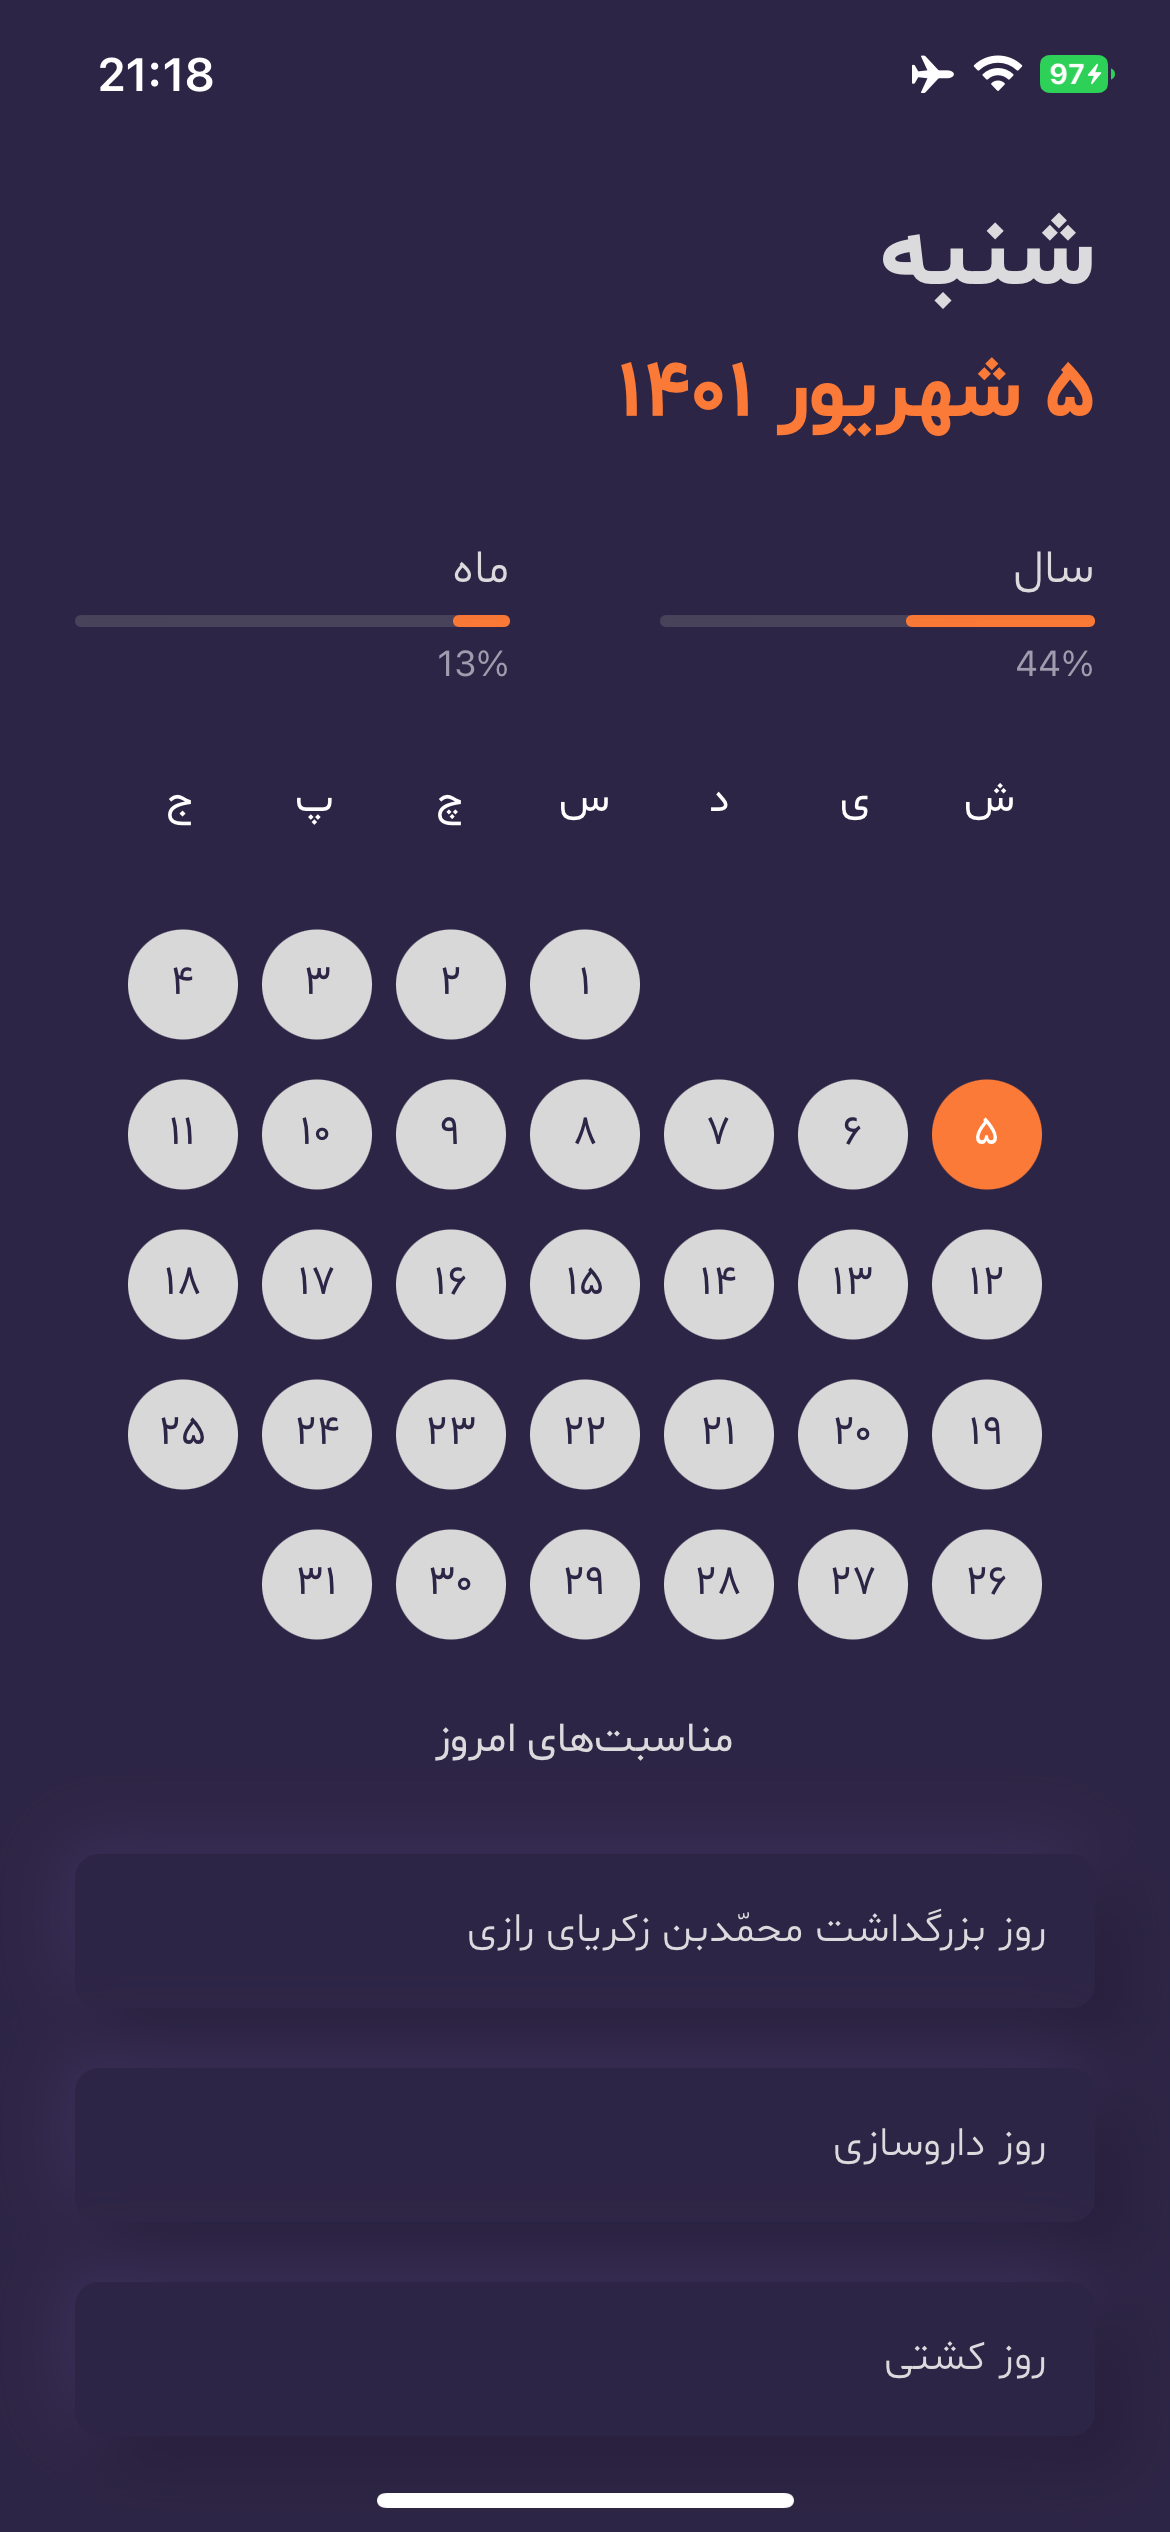 21:18 97
شنبه
۵ شهریور ۱۴۰۱
سال ماه
44% 13%
ش ی د س چ پ ج
۱ ۲ ۳ ۴
۵ ۶ ۷ ۸ ۹ ۱۰ ۱۱
۱۲ ۱۳ ۱۴ ۱۵ ۱۶ ۱۷ ۱۸
۱۹ ۲۰ ۲۱ ۲۲ ۲۳ ۲۴ ۲۵
۲۶ ۲۷ ۲۸ ۲۹ ۳۰ ۳۱
مناسبت‌های امروز
روز بزرگداشت محمّدبن زکریای رازی
روز داروسازی
روز کشتی